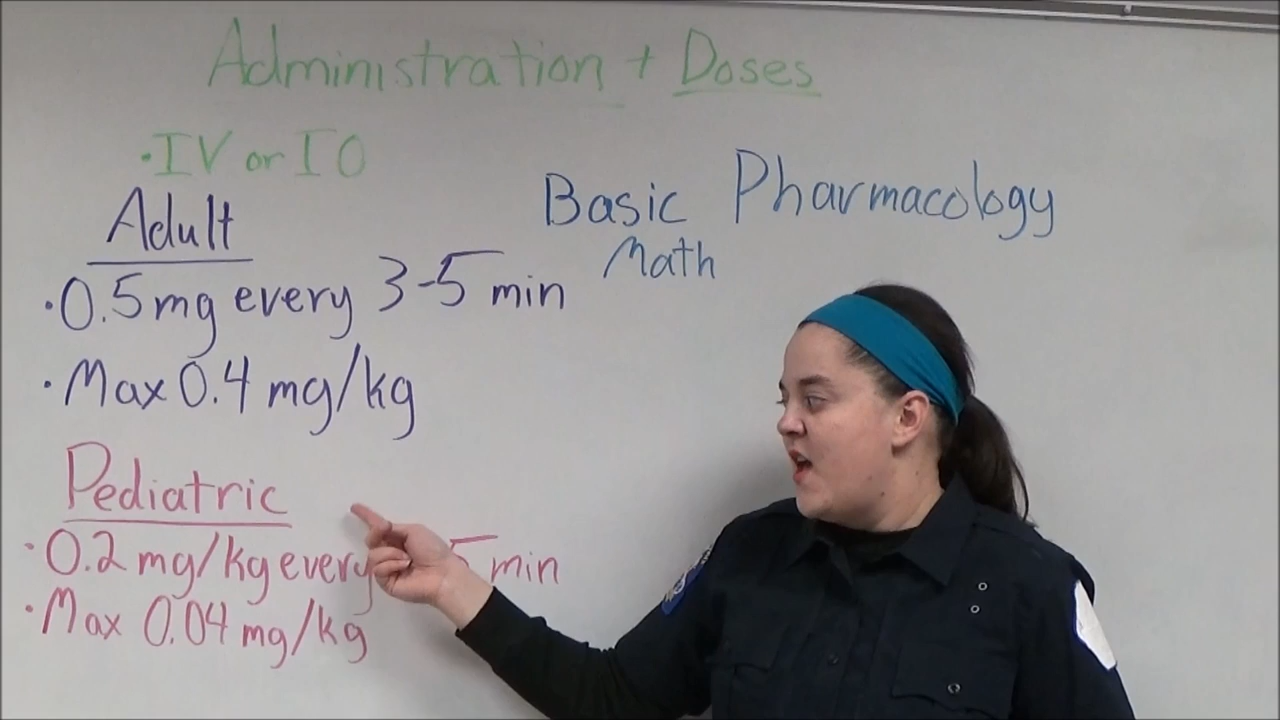 Administration + Doses
• IV or IO
Basic Pharmacology
Math
Adult
• 0.5mg every 3-5 min
• Max 0.4 mg/kg
Pediatric
• 0.2 mg/kg every 5 min
• Max 0.04 mg/kg